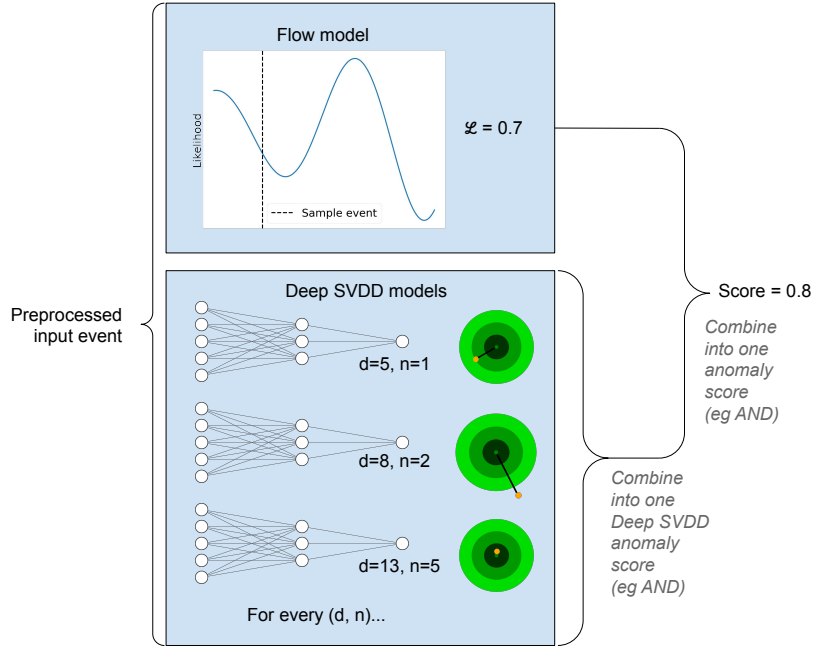 Flow model
Likelihood
Sample event
ℒ = 0.7
Preprocessed
input event
Deep SVDD models
d=5, n=1
d=8, n=2
d=13, n=5
For every (d, n)...
Score = 0.8
Combine
into one
anomaly
score
(eg AND)
Combine
into one
Deep SVDD
anomaly
score
(eg AND)